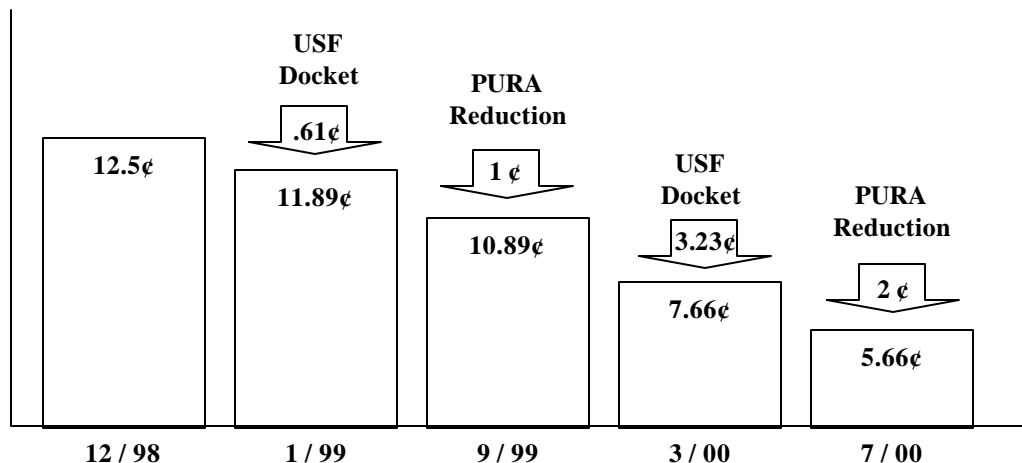 USF
Docket
.61¢
PURA
Reduction
1 ¢
USF
Docket
3.23¢
PURA
Reduction
2 ¢
12.5¢
11.89¢
10.89¢
7.66¢
5.66¢
12 / 98
1 / 99
9 / 99
3 / 00
7 / 00